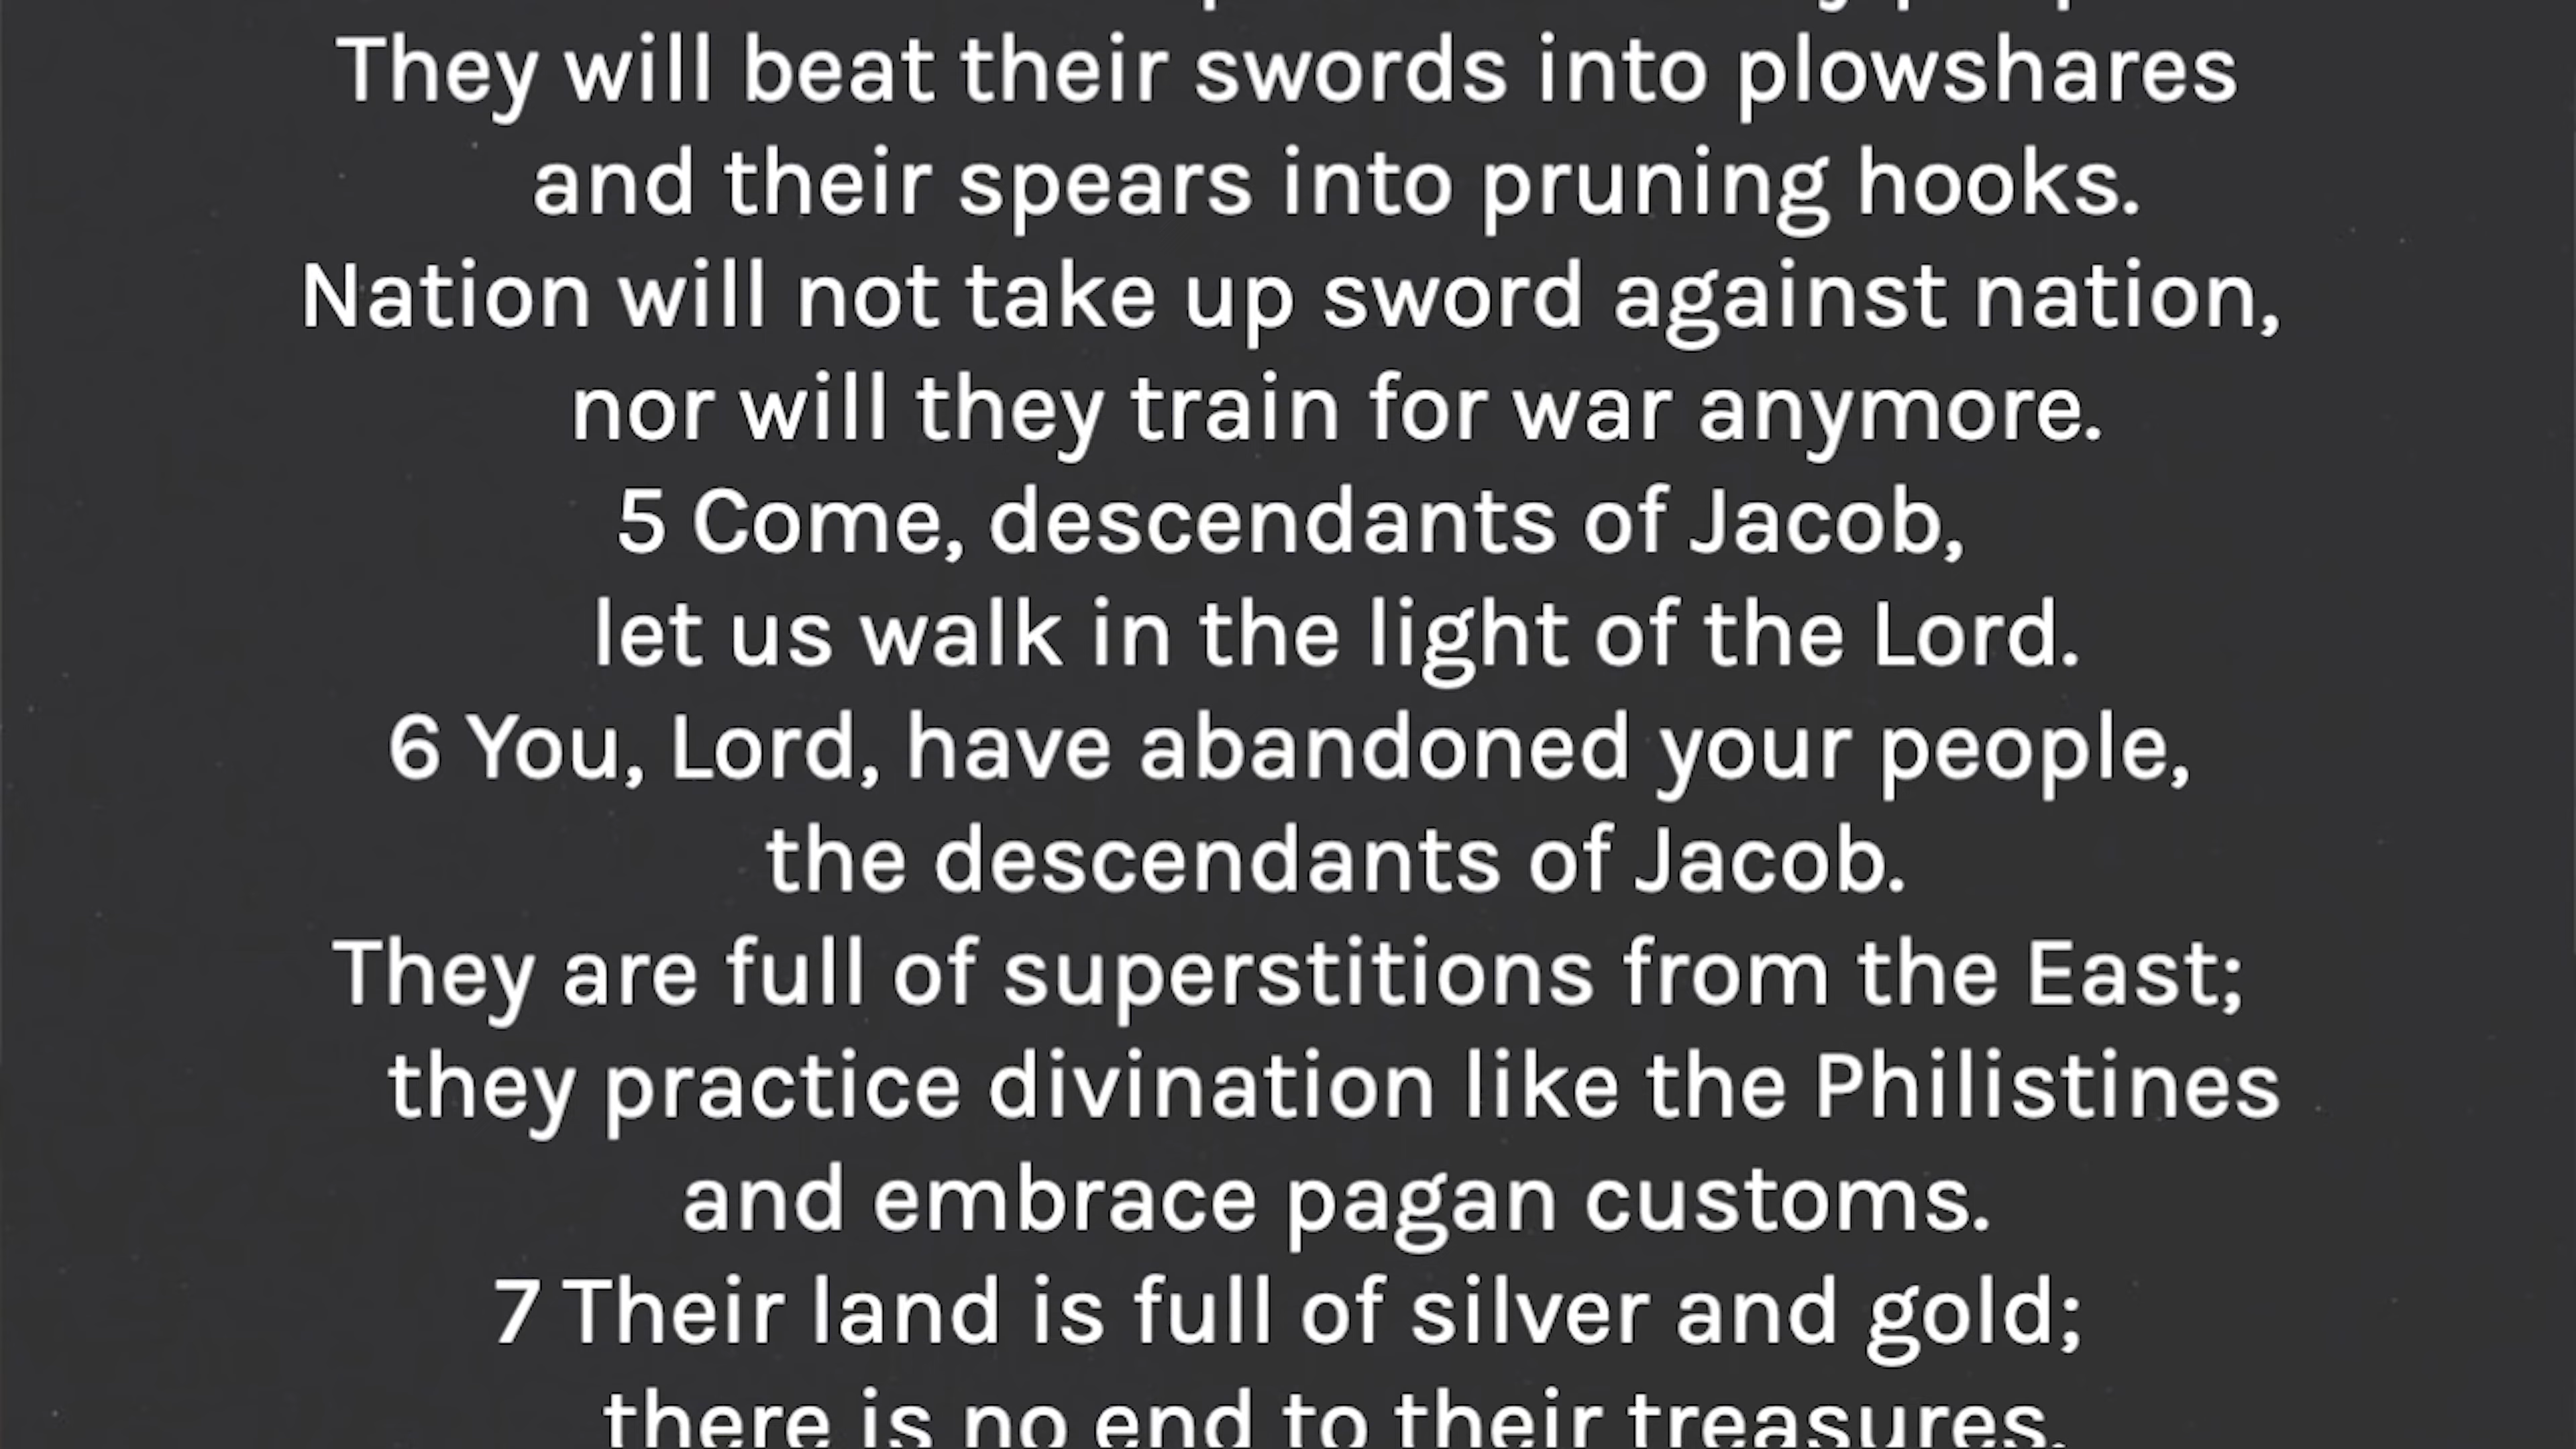 They will beat their swords into plowshares
and their spears into pruning hooks.
Nation will not take up sword against nation,
nor will they train for war anymore.
5 Come, descendants of Jacob,
let us walk in the light of the Lord.
6 You, Lord, have abandoned your people,
the descendants of Jacob.
They are full of superstitions from the East;
they practice divination like the Philistines
and embrace pagan customs.
7 Their land is full of silver and gold;
there is no end to their treasures.